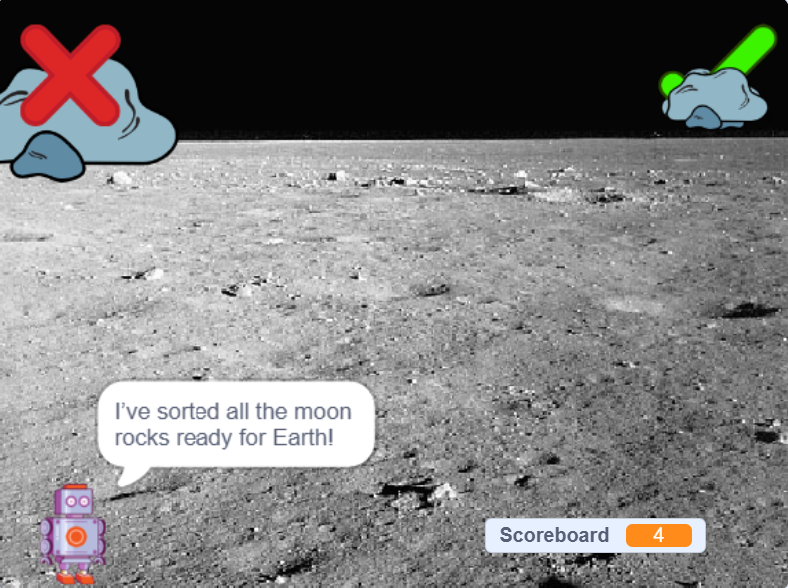 I’ve sorted all the moon
rocks ready for Earth!
Scoreboard 4